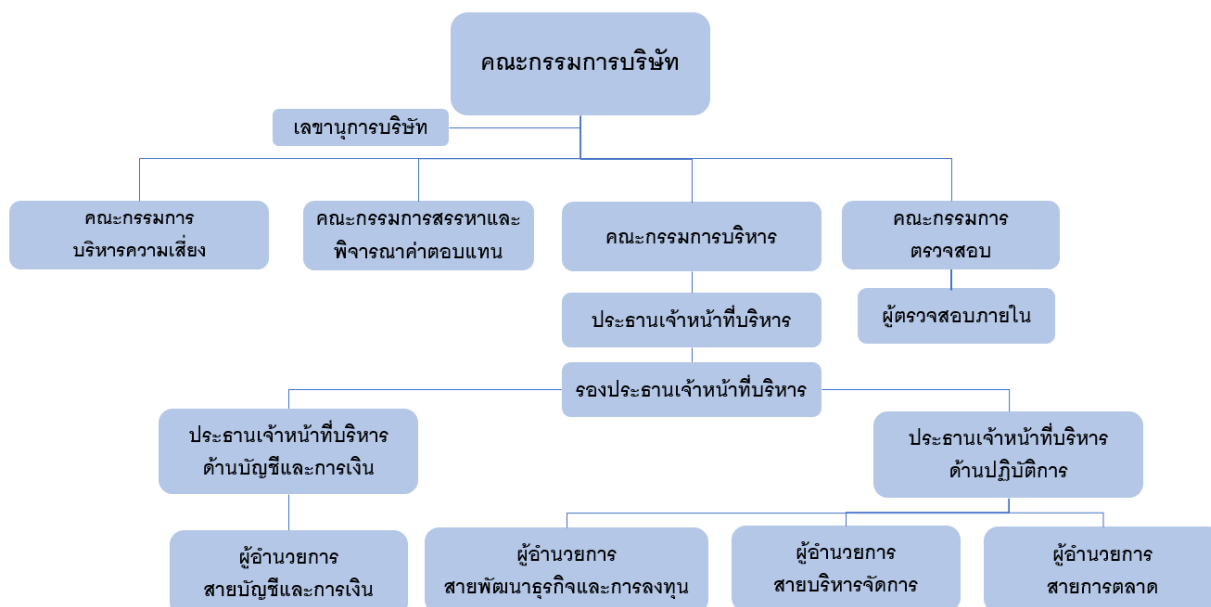 คณะกรรมการบริษัท
เลขานุการบริษัท
คณะกรรมการ
บริหารความเสี่ยง
คณะกรรมการสรรหาและ
พิจารณาค่าตอบแทน
คณะกรรมการบริหาร
คณะกรรมการ
ตรวจสอบ
ประธานเจ้าหน้าที่บริหาร
ผู้ตรวจสอบภายใน
รองประธานเจ้าหน้าที่บริหาร
ประธานเจ้าหน้าที่บริหาร
ด้านบัญชีและการเงิน
ประธานเจ้าหน้าที่บริหาร
ด้านปฏิบัติการ
ผู้อำนวยการ
สายบัญชีและการเงิน
ผู้อำนวยการ
สายพัฒนาธุรกิจและการลงทุน
ผู้อำนวยการ
สายบริหารจัดการ
ผู้อำนวยการ
สายการตลาด